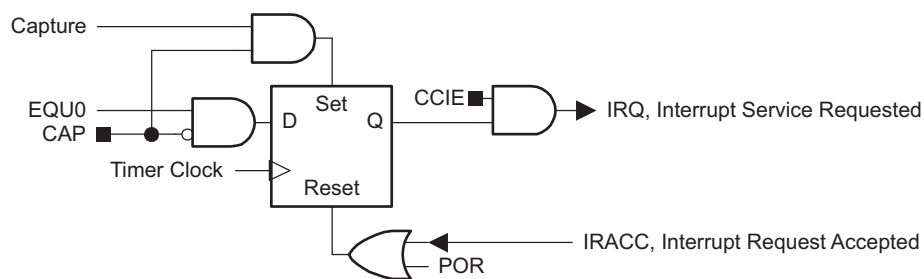 Capture
EQU0
CAP
Timer Clock
Set
D
Q
Reset
CCIE
IRQ, Interrupt Service Requested
IRACC, Interrupt Request Accepted
POR